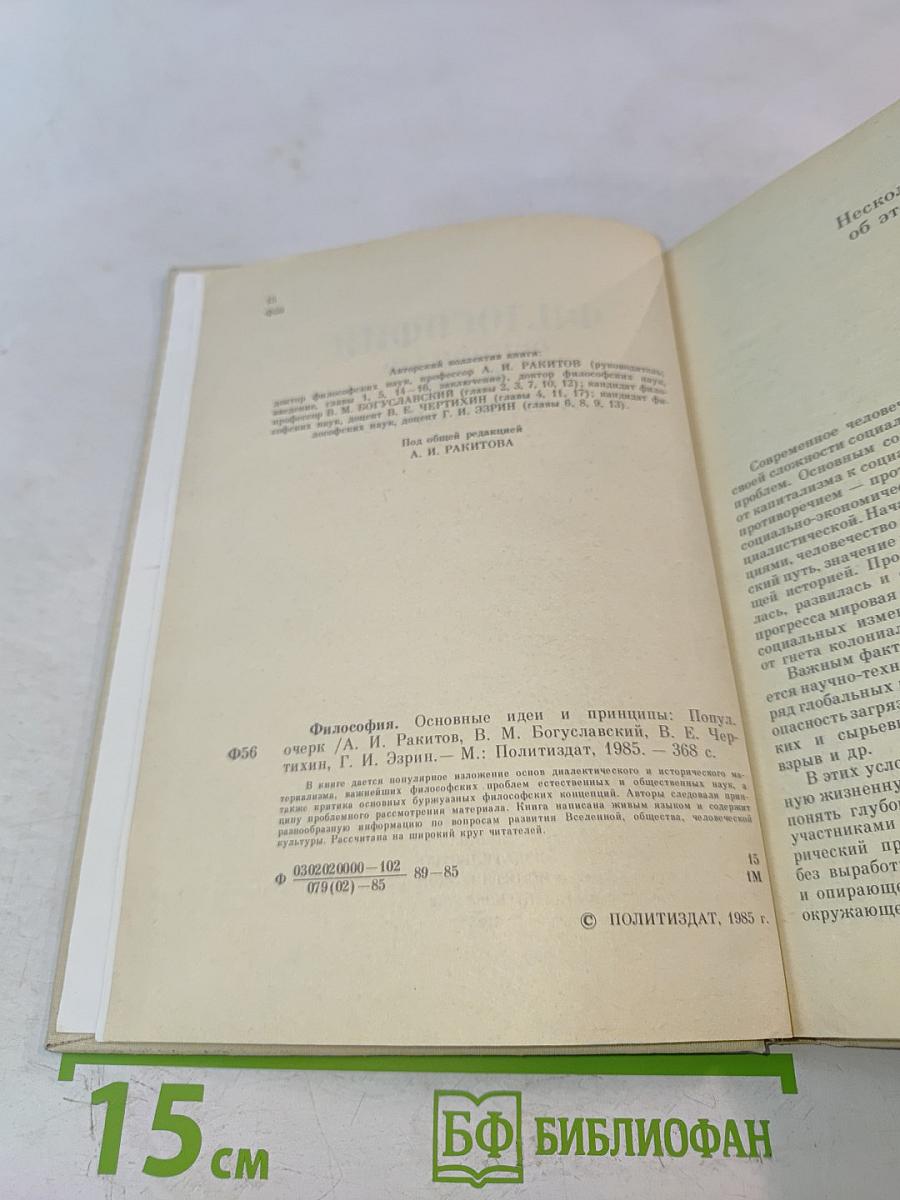 15
Ф56
Авторский коллектив книги:
доктор философских наук, профессор А. И. РАКИТОВ (руководитель;
введение, главы 1, 5, 14—16, заключение), доктор философских наук,
профессор В. М. БОГУСЛАВСКИЙ (главы 2, 3, 7, 10, 12); кандидат фило-
софских наук, доцент В. Е. ЧЕРТИХИН (главы 4, 11, 17); кандидат фи-
лософских наук, доцент Г. И. ЭЗРИН (главы 6, 8, 9, 13).
Под общей редакцией
А. И. РАКИТОВА
Философия. Основные идеи и принципы: Попул.
Ф56 очерк /А. И. Ракитов, В. М. Богуславский, В. Е. Чер-
тихин, Г. И. Эзрин.— М.: Политиздат, 1985. — 368 с.
В книге дается популярное изложение основ диалектического и исторического ма-
териализма, важнейших философских проблем естественных и общественных наук, а
также критика основных буржуазных философских концепций. Авторы следовали прин-
ципу проблемного рассмотрения материала. Книга написана живым языком и содержит
разнообразную информацию по вопросам развития Вселенной, общества, человеческой
культуры. Рассчитана на широкий круг читателей.
Ф 0302020000—102 89—85 15
079(02)—85 1М
© ПОЛИТИЗДАТ, 1985 г.
Нескол
об эт
Современное человеч
своей сложности социал
проблем. Основным со
от капитализма к социа
противоречием — прот
социально-экономичес
циалистической. Нача
циями, человечество
ский путь, значение
щей историей. Про
лась, развилась и
прогресса мировая
социальных измен
от гнета колониал
Важным факт
ется научно-техн
ряд глобальных
опасность загряз
ких и сырьевы
взрыв и др.
В этих усло
ную жизненну
понять глубо
участниками
рический пр
без выработ
и опирающе
окружающе
15 см
БФ БИБЛИОФАН